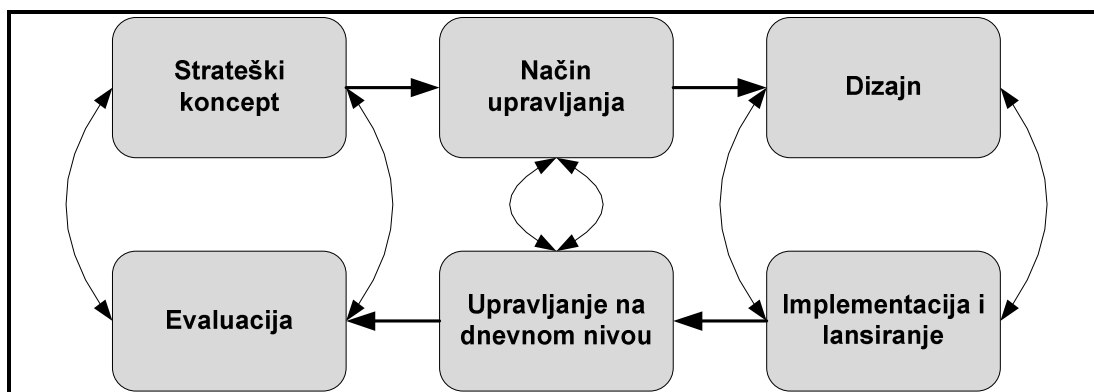 Strateški
koncept
Način
upravljanja
Dizajn
Evaluacija
Upravljanje na
dnevnom nivou
Implementacija i
lansiranje